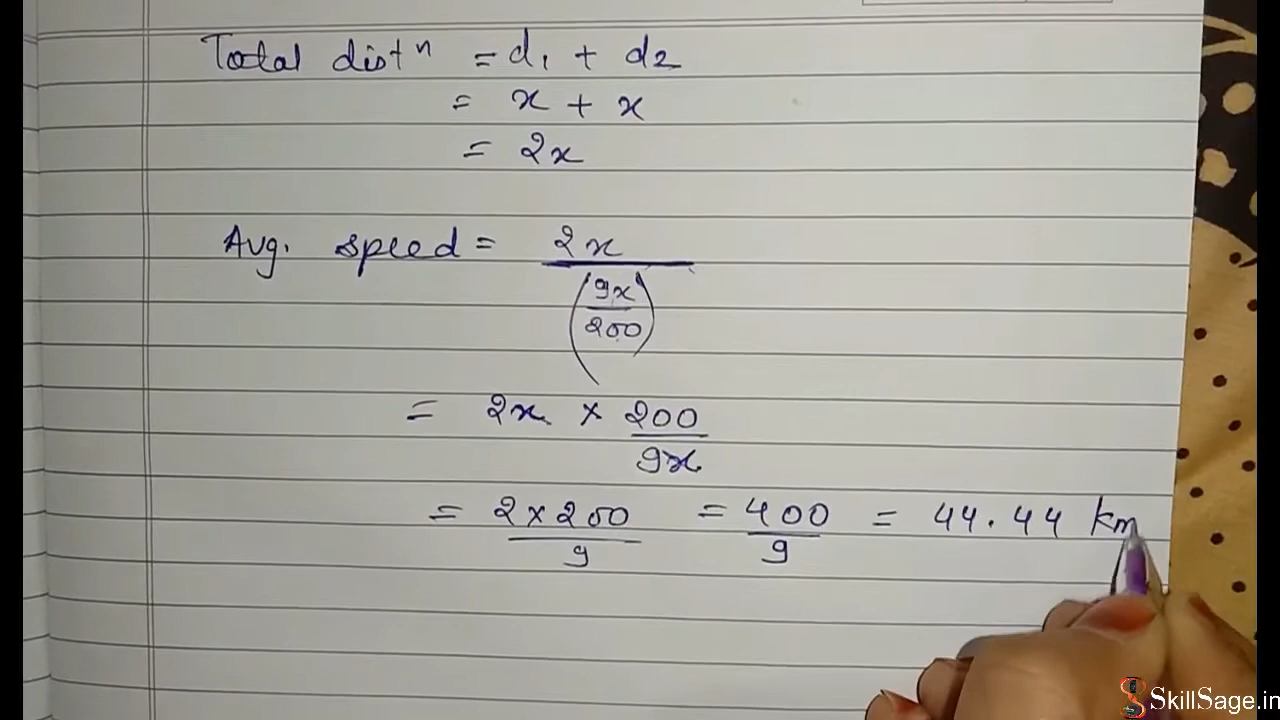 Total distⁿ = d₁ + d₂
= x + x
= 2x
Avg. speed = 2x
(9x
200)
= 2x × 200
9x
= 2 × 200 = 400 = 44.44 km
9 9
SkillSage.in